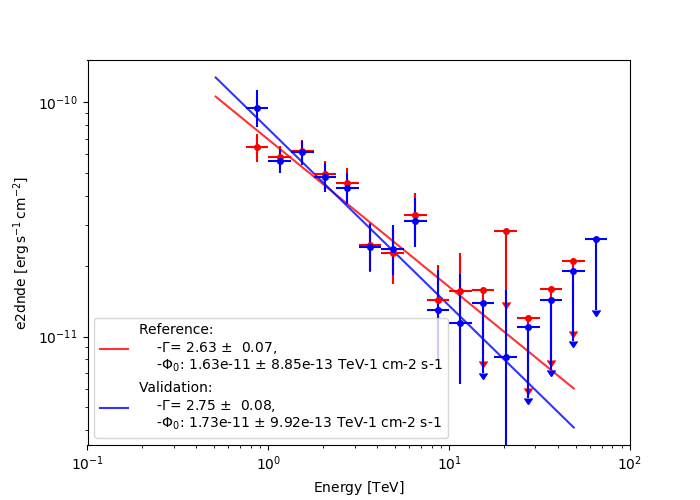 e2dnde [erg s⁻¹ cm⁻²]
10⁻¹⁰
10⁻¹¹
Reference:
-Γ= 2.63 ± 0.07,
-Φ₀: 1.63e-11 ± 8.85e-13 TeV-1 cm-2 s-1
Validation:
-Γ= 2.75 ± 0.08,
-Φ₀: 1.73e-11 ± 9.92e-13 TeV-1 cm-2 s-1
10⁻¹ 10⁰ 10¹ 10²
Energy [TeV]